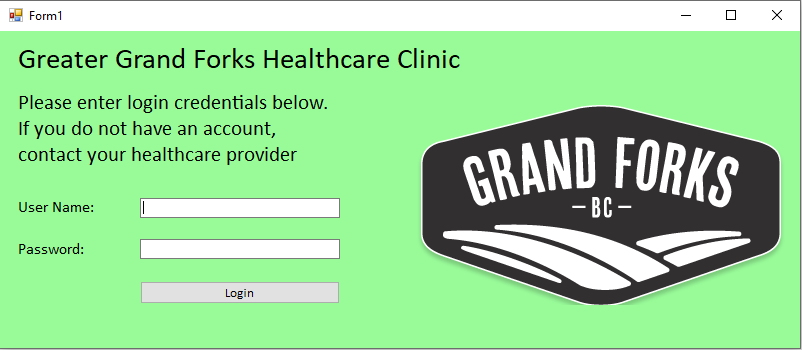 Form1
Greater Grand Forks Healthcare Clinic
Please enter login credentials below.
If you do not have an account,
contact your healthcare provider
GRAND FORKS
– BC –
User Name:
Password:
Login